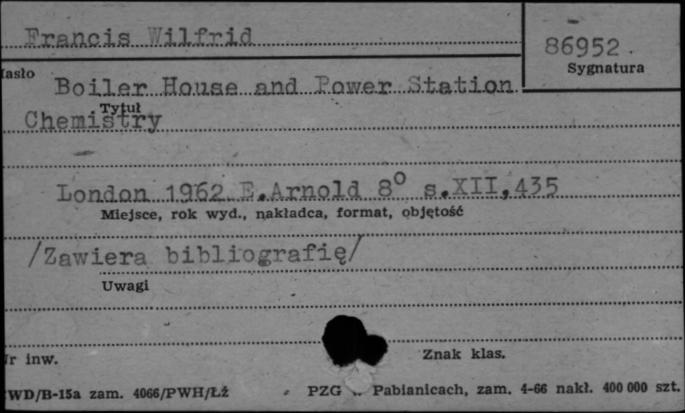 Francis Wilfrid
86952.
Sygnatura
Hasło
Boiler House and Power Station
Tytuł
Chemistry
London 1962 E.Arnold 8° s.XII,435
Miejsce, rok wyd., nakładca, format, objętość
/Zawiera bibliografię/
Uwagi
Nr inw.
Znak klas.
WD/B-15a zam. 4066/PWH/Łż
PZG Pabianicach, zam. 4-66 nakł. 400 000 szt.